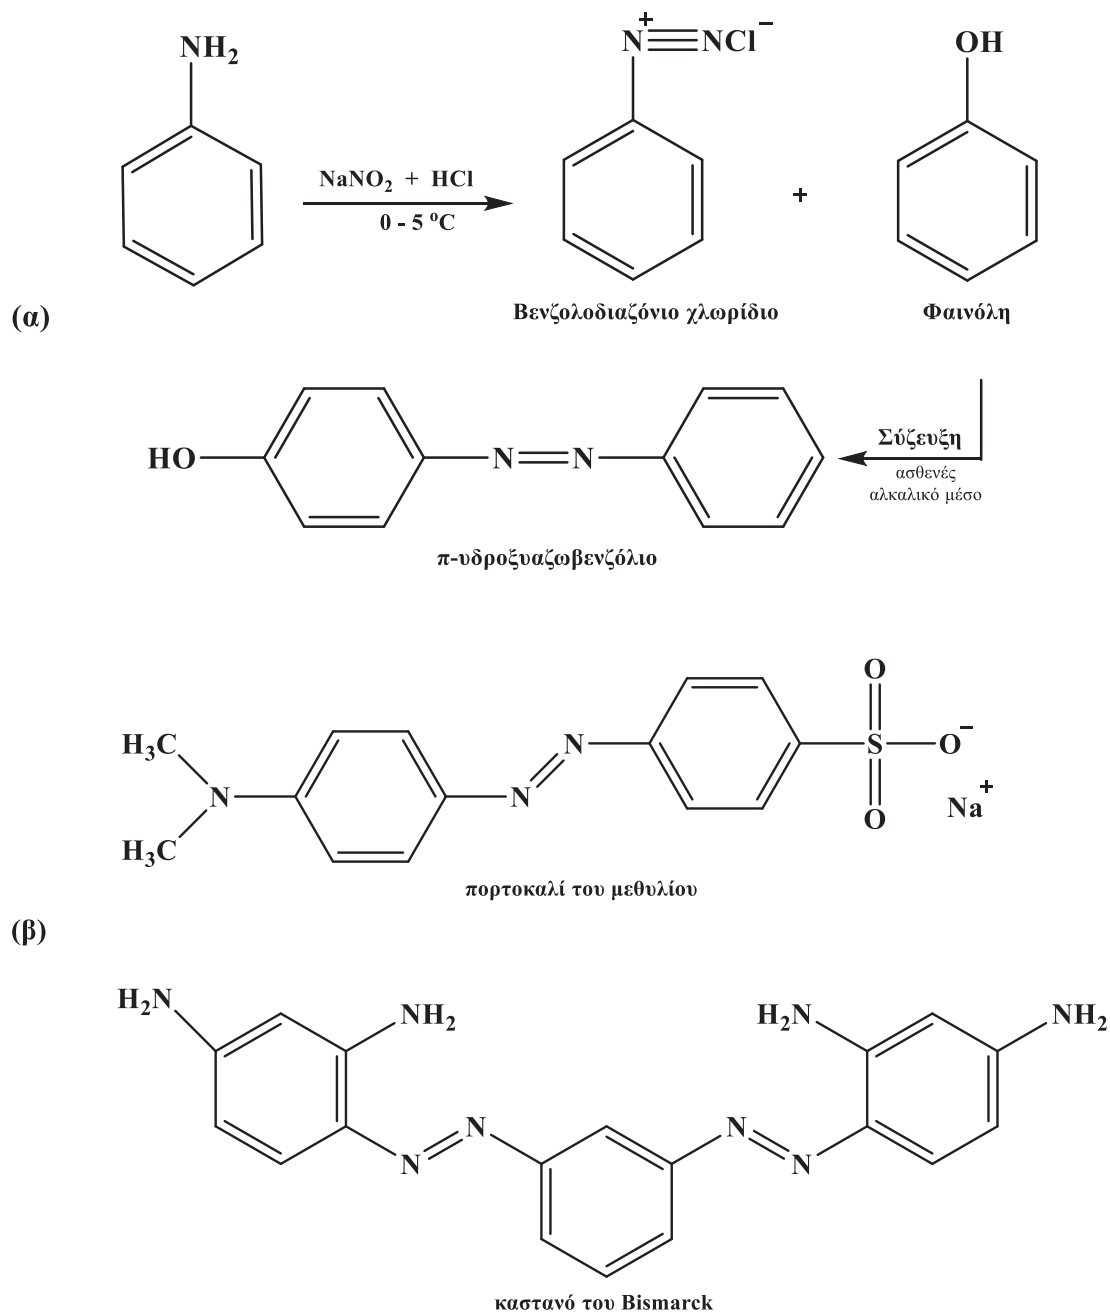 NH2
N+≡NCl−
OH
NaNO2 + HCl
0 - 5 °C
+
Βενζολοδιαζόνιο χλωρίδιο
Φαινόλη
(α)
HO
N=N
Σύζευξη
ασθενές
αλκαλικό μέσο
π-υδροξυαζωβενζόλιο
O
H3C
N
N
N
S
O−
H3C
O
Na+
πορτοκαλί του μεθυλίου
(β)
H2N
NH2
H2N
NH2
N
N
N
N
καστανό του Bismarck